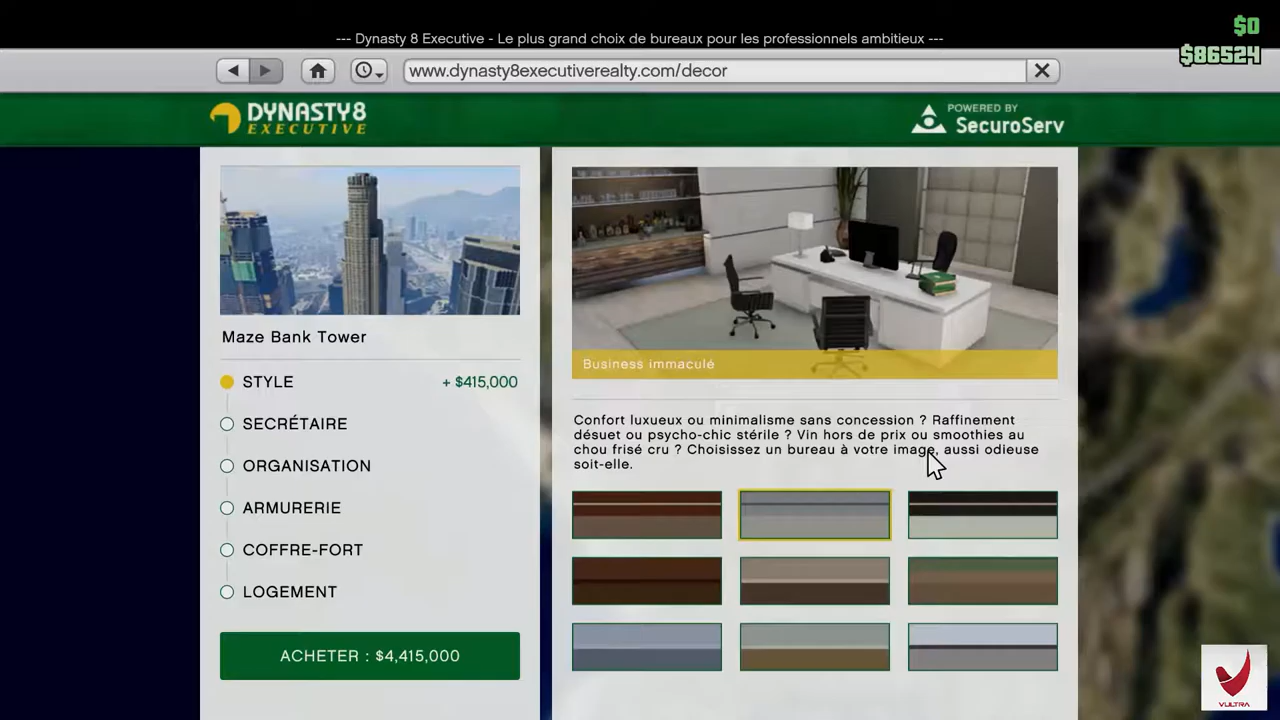 --- Dynasty 8 Executive - Le plus grand choix de bureaux pour les professionnels ambitieux ---
$0
$86524
www.dynasty8executiverealty.com/decor
DYNASTY8
EXECUTIVE
POWERED BY
SecuroServ
Maze Bank Tower
STYLE + $415,000
SECRÉTAIRE
ORGANISATION
ARMURERIE
COFFRE-FORT
LOGEMENT
ACHETER : $4,415,000
Business immaculé
Confort luxueux ou minimalisme sans concession ? Raffinement
désuet ou psycho-chic stérile ? Vin hors de prix ou smoothies au
chou frisé cru ? Choisissez un bureau à votre image, aussi odieuse
soit-elle.
VULTRA